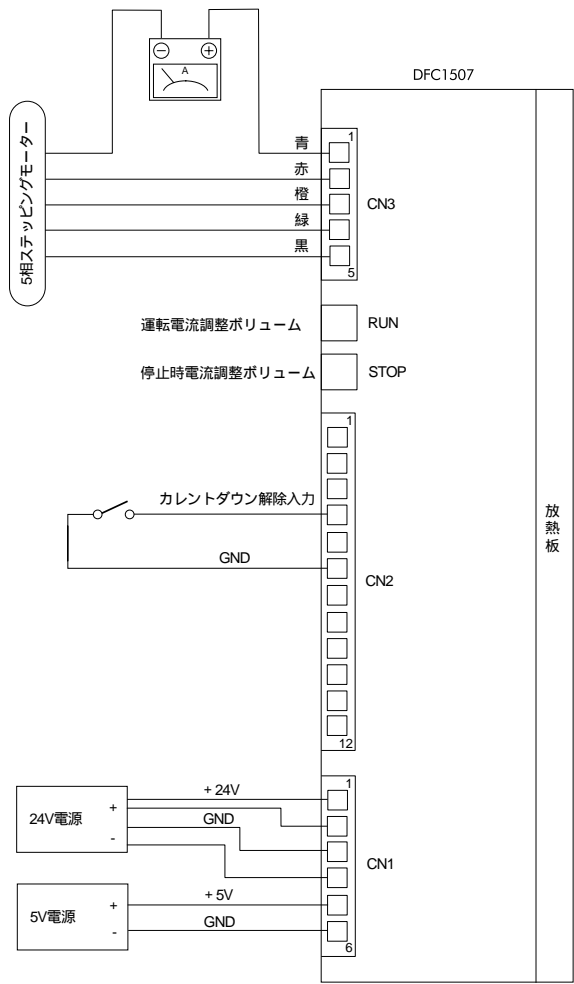 DFC1507
－ ＋
A
5相ステッピングモーター
青
赤
橙
緑
黒
1
5
CN3
運転電流調整ボリューム
RUN
停止時電流調整ボリューム
STOP
1
カレントダウン解除入力
GND
CN2
12
放熱板
24V電源
+
-
+ 24V
GND
1
CN1
5V電源
+
-
+ 5V
GND
6